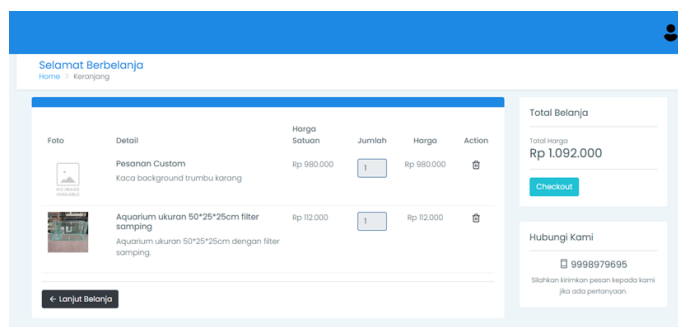 Selamat Berbelanja
Home > Keranjang
Foto Detail Harga Satuan Jumlah Harga Action
NO IMAGE AVAILABLE
Pesanan Custom
Kaca background trumbu karang
Rp 980.000 1 Rp 980.000
Aquarium ukuran 50*25*25cm filter
samping
Aquarium ukuran 50*25*25cm dengan filter
samping.
Rp 112.000 1 Rp 112.000
← Lanjut Belanja
Total Belanja
Total Harga
Rp 1.092.000
Checkout
Hubungi Kami
9998979695
Silahkan kirimkan pesan kepada kami
jika ada pertanyaan.